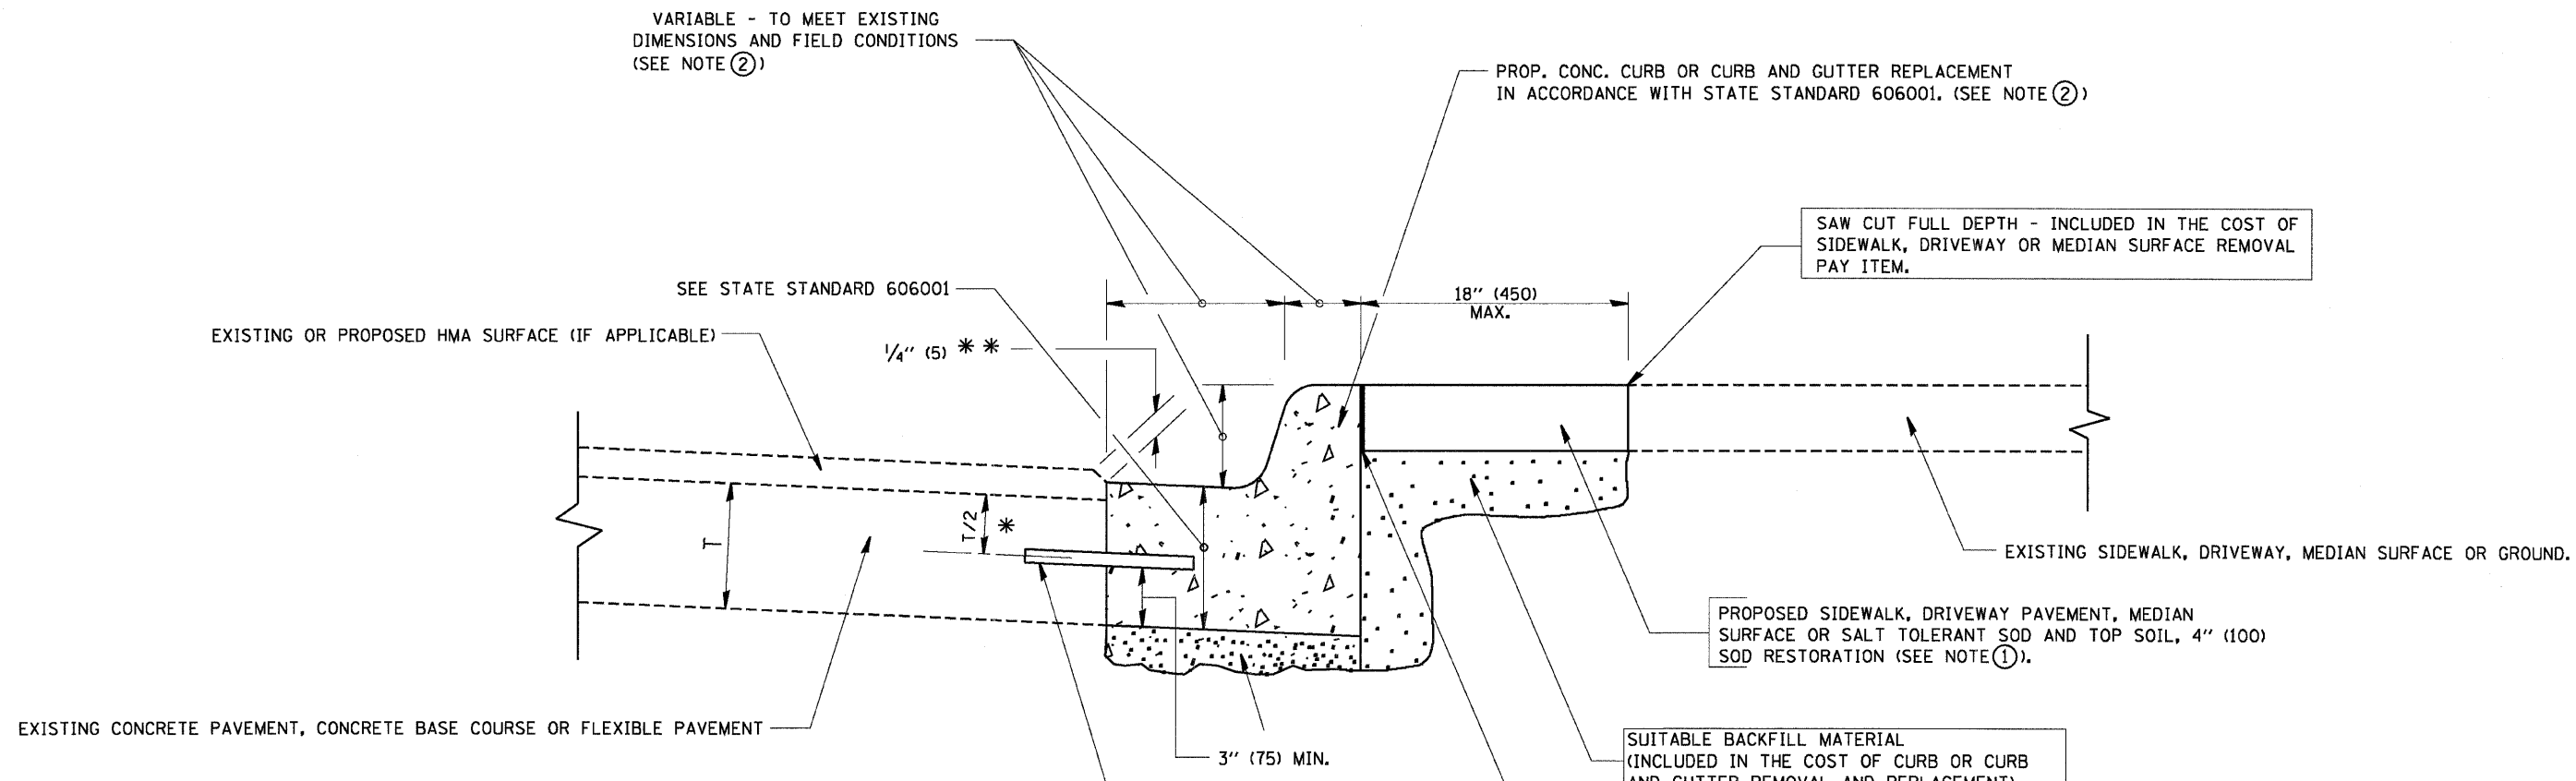 VARIABLE - TO MEET EXISTING
DIMENSIONS AND FIELD CONDITIONS
(SEE NOTE ②)
PROP. CONC. CURB OR CURB AND GUTTER REPLACEMENT
IN ACCORDANCE WITH STATE STANDARD 606001. (SEE NOTE ②)
SAW CUT FULL DEPTH - INCLUDED IN THE COST OF
SIDEWALK, DRIVEWAY OR MEDIAN SURFACE REMOVAL
PAY ITEM.
SEE STATE STANDARD 606001
18" (450)
MAX.
EXISTING OR PROPOSED HMA SURFACE (IF APPLICABLE)
1/4" (5) * *
T
T/2 *
EXISTING SIDEWALK, DRIVEWAY, MEDIAN SURFACE OR GROUND.
PROPOSED SIDEWALK, DRIVEWAY PAVEMENT, MEDIAN
SURFACE OR SALT TOLERANT SOD AND TOP SOIL, 4" (100)
SOD RESTORATION (SEE NOTE ①).
EXISTING CONCRETE PAVEMENT, CONCRETE BASE COURSE OR FLEXIBLE PAVEMENT
3" (75) MIN.
SUITABLE BACKFILL MATERIAL
(INCLUDED IN THE COST OF CURB OR CURB
AND GUTTER REMOVAL AND REPLACEMENT)